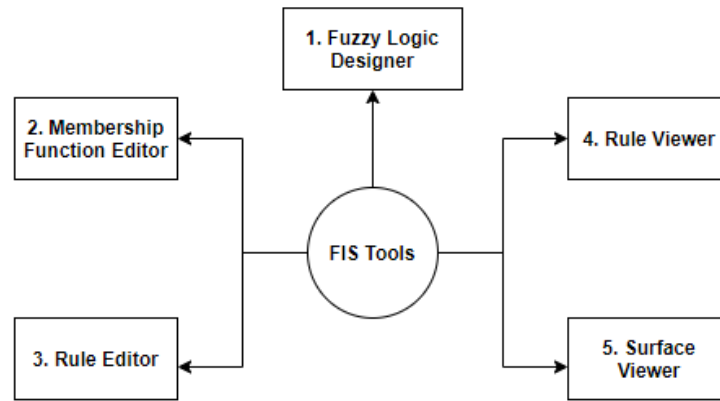 1. Fuzzy Logic
Designer
2. Membership
Function Editor
4. Rule Viewer
FIS Tools
3. Rule Editor
5. Surface
Viewer